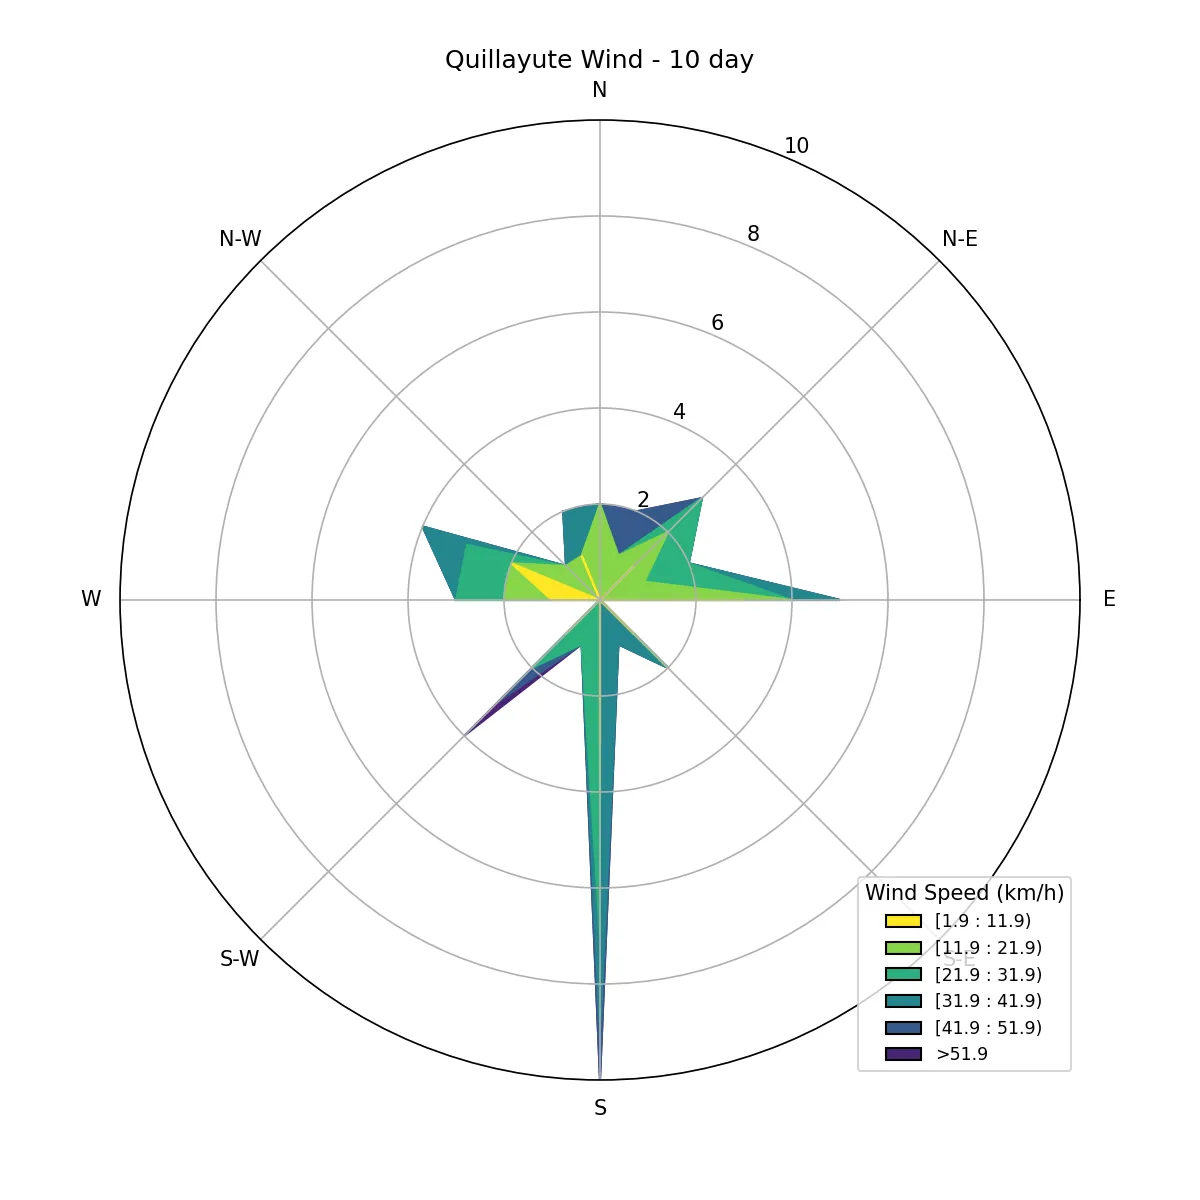 Quillayute Wind - 10 day
N
10
N-W
N-E
8
6
4
2
W
E
S-W
S-E
S
Wind Speed (km/h)
[1.9 : 11.9)
[11.9 : 21.9)
[21.9 : 31.9)
[31.9 : 41.9)
[41.9 : 51.9)
>51.9